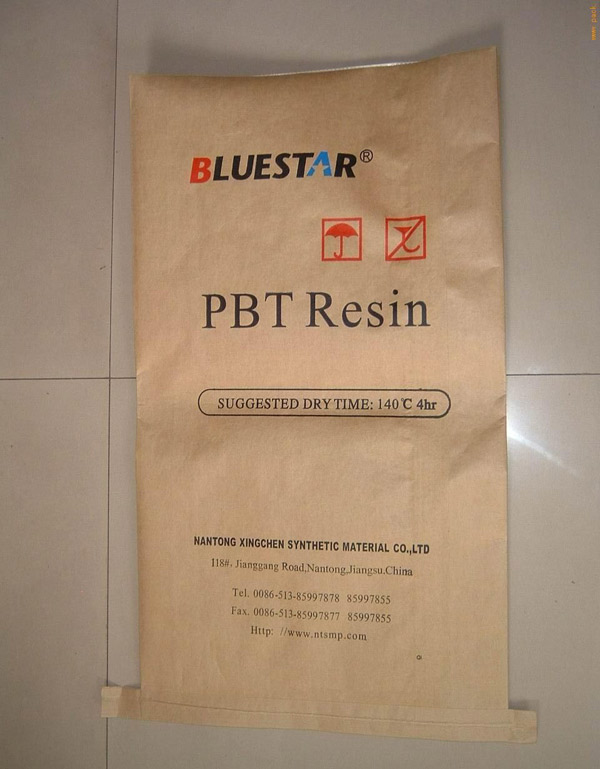 BLUESTAR®
PBT Resin
SUGGESTED DRY TIME: 140℃ 4hr
NANTONG XINGCHEN SYNTHETIC MATERIAL CO.,LTD
118#, Jianggang Road,Nantong,Jiangsu.China
Tel. 0086-513-85997878 85997855
Fax. 0086-513-85997877 85997855
Http: //www.ntsmp.com